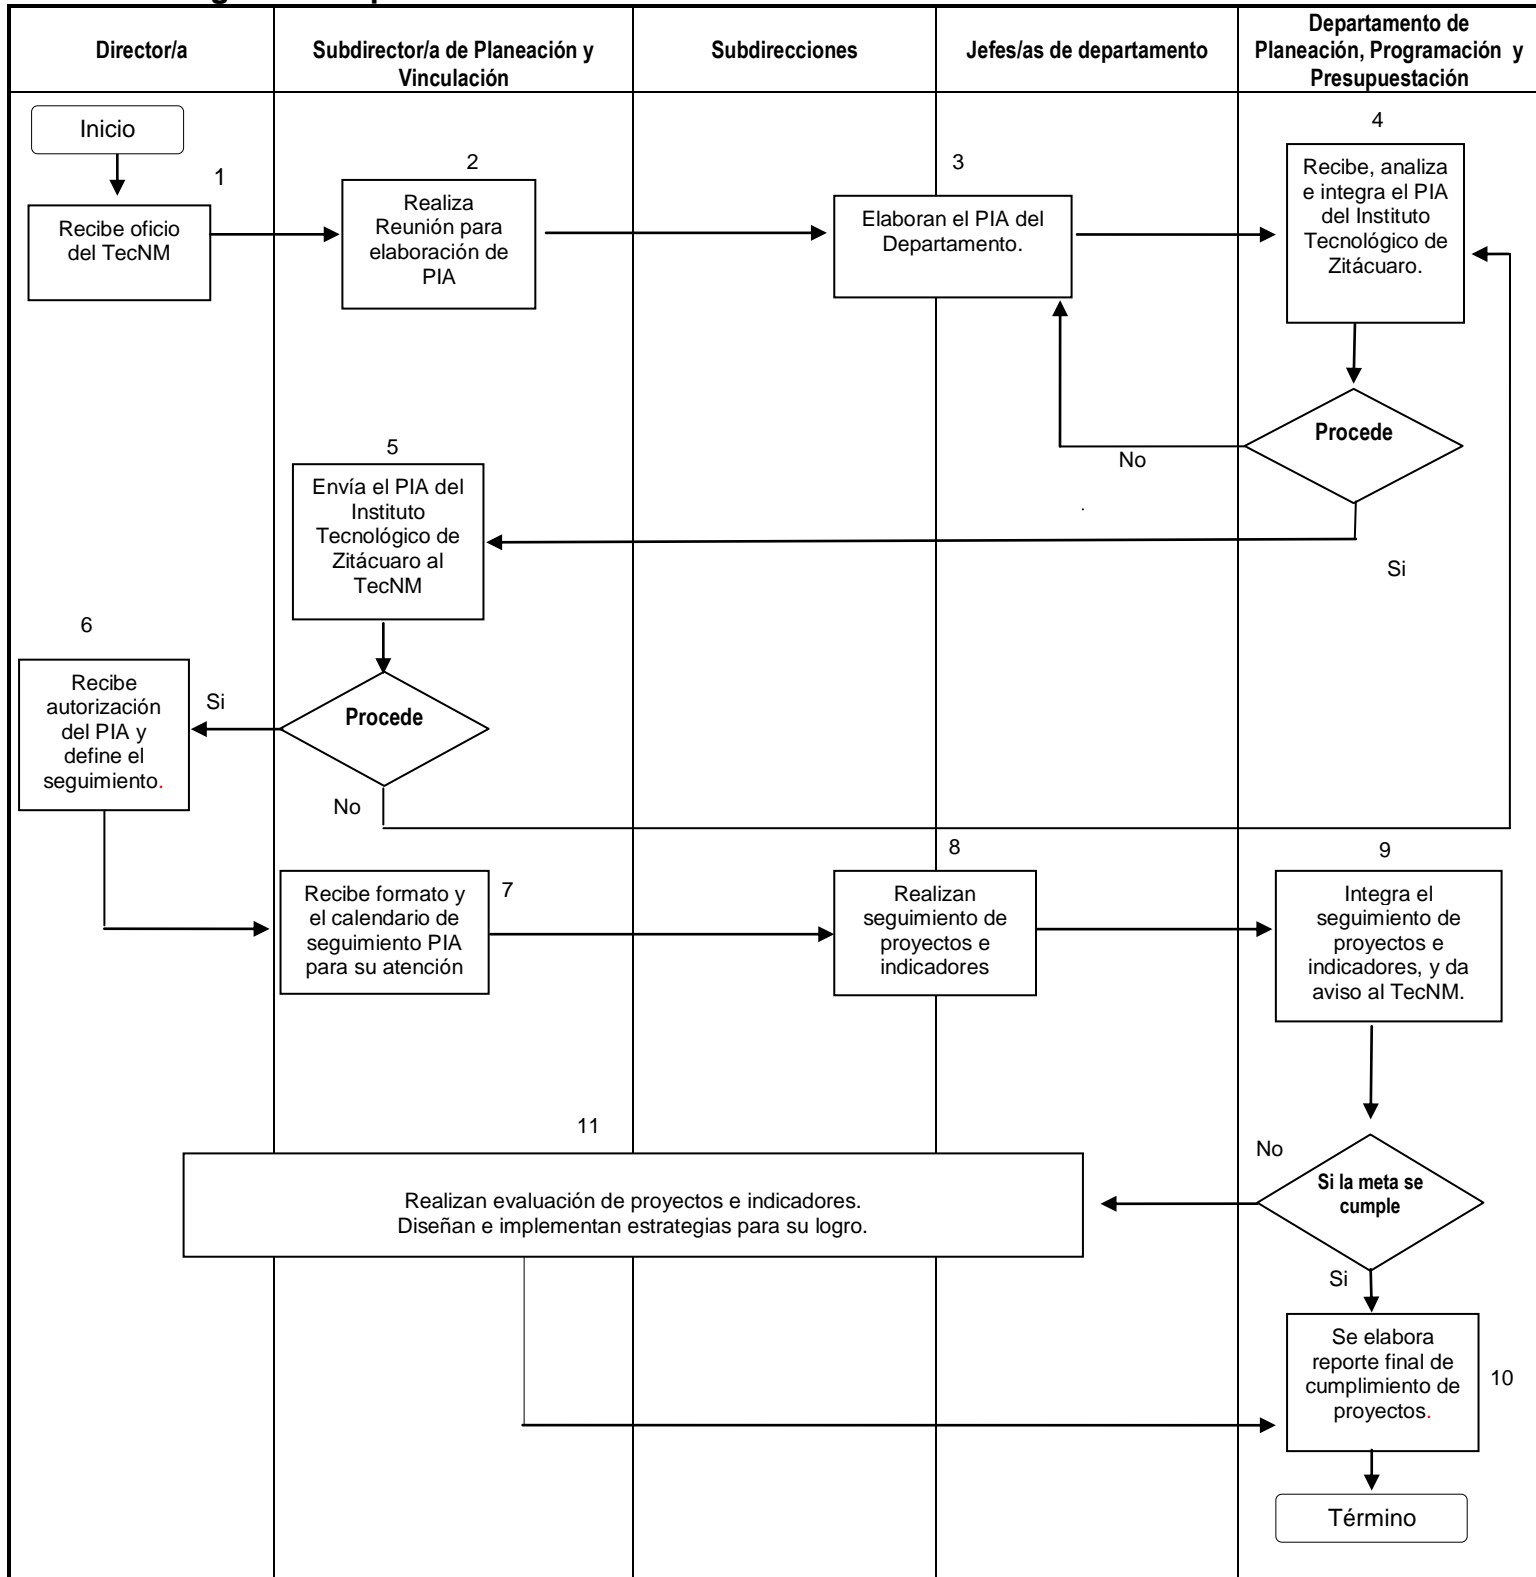 Director/a
Subdirector/a de Planeación y
Vinculación
Subdirecciones
Jefes/as de departamento
Departamento de
Planeación, Programación y
Presupuestación
Inicio
1
Recibe oficio
del TecNM
2
Realiza
Reunión para
elaboración de
PIA
3
Elaboran el PIA del
Departamento.
4
Recibe, analiza
e integra el PIA
del Instituto
Tecnológico de
Zitácuaro.
Procede
No
Si
5
Envía el PIA del
Instituto
Tecnológico de
Zitácuaro al
TecNM
Procede
Si
No
6
Recibe
autorización
del PIA y
define el
seguimiento.
7
Recibe formato y
el calendario de
seguimiento PIA
para su atención
8
Realizan
seguimiento de
proyectos e
indicadores
9
Integra el
seguimiento de
proyectos e
indicadores, y da
aviso al TecNM.
Si la meta se
cumple
No
Si
11
Realizan evaluación de proyectos e indicadores.
Diseñan e implementan estrategias para su logro.
Se elabora
reporte final de
cumplimiento de
proyectos.
10
Término